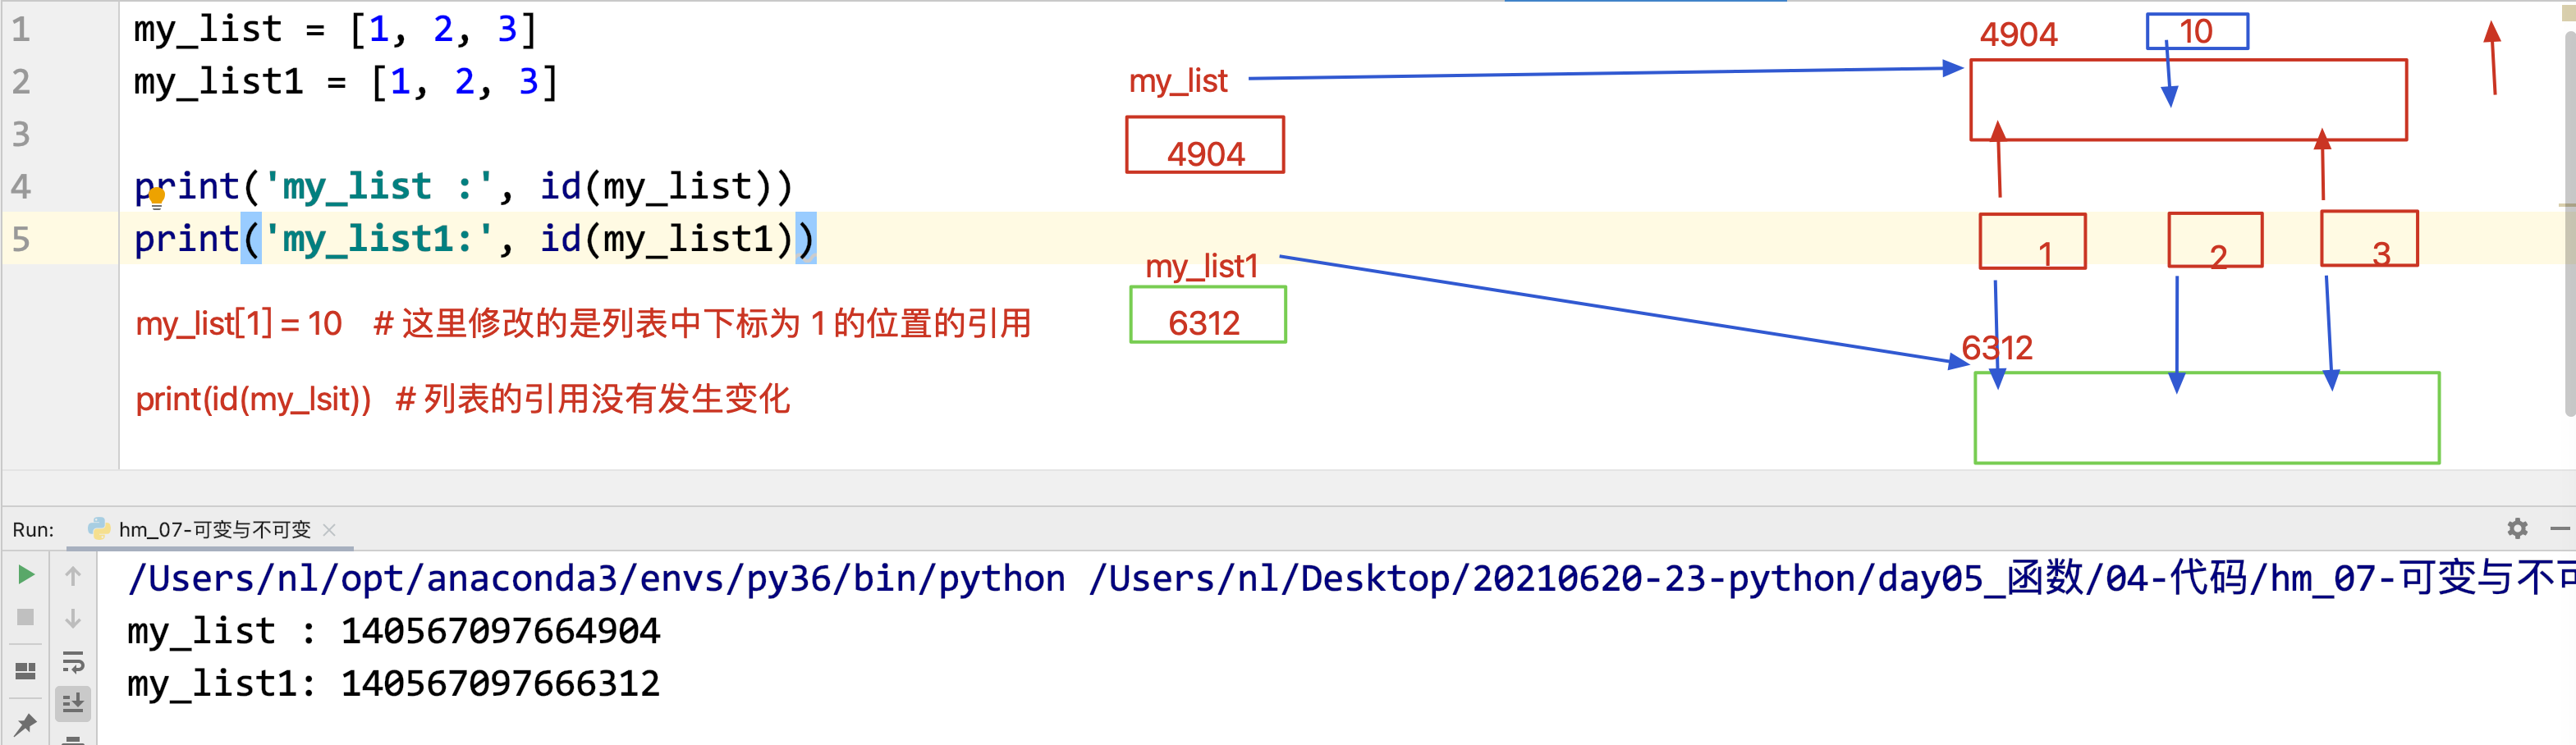 1 my_list = [1, 2, 3]
2 my_list1 = [1, 2, 3]
3
4 print('my_list :', id(my_list))
5 print('my_list1:', id(my_list1))
my_list[1] = 10 # 这里修改的是列表中下标为 1 的位置的引用
print(id(my_lsit)) # 列表的引用没有发生变化
my_list
4904
my_list1
6312
4904
10
1
2
3
6312
Run:
hm_07-可变与不可变
/Users/nl/opt/anaconda3/envs/py36/bin/python /Users/nl/Desktop/20210620-23-python/day05_函数/04-代码/hm_07-可变与不可
my_list : 140567097664904
my_list1: 140567097666312